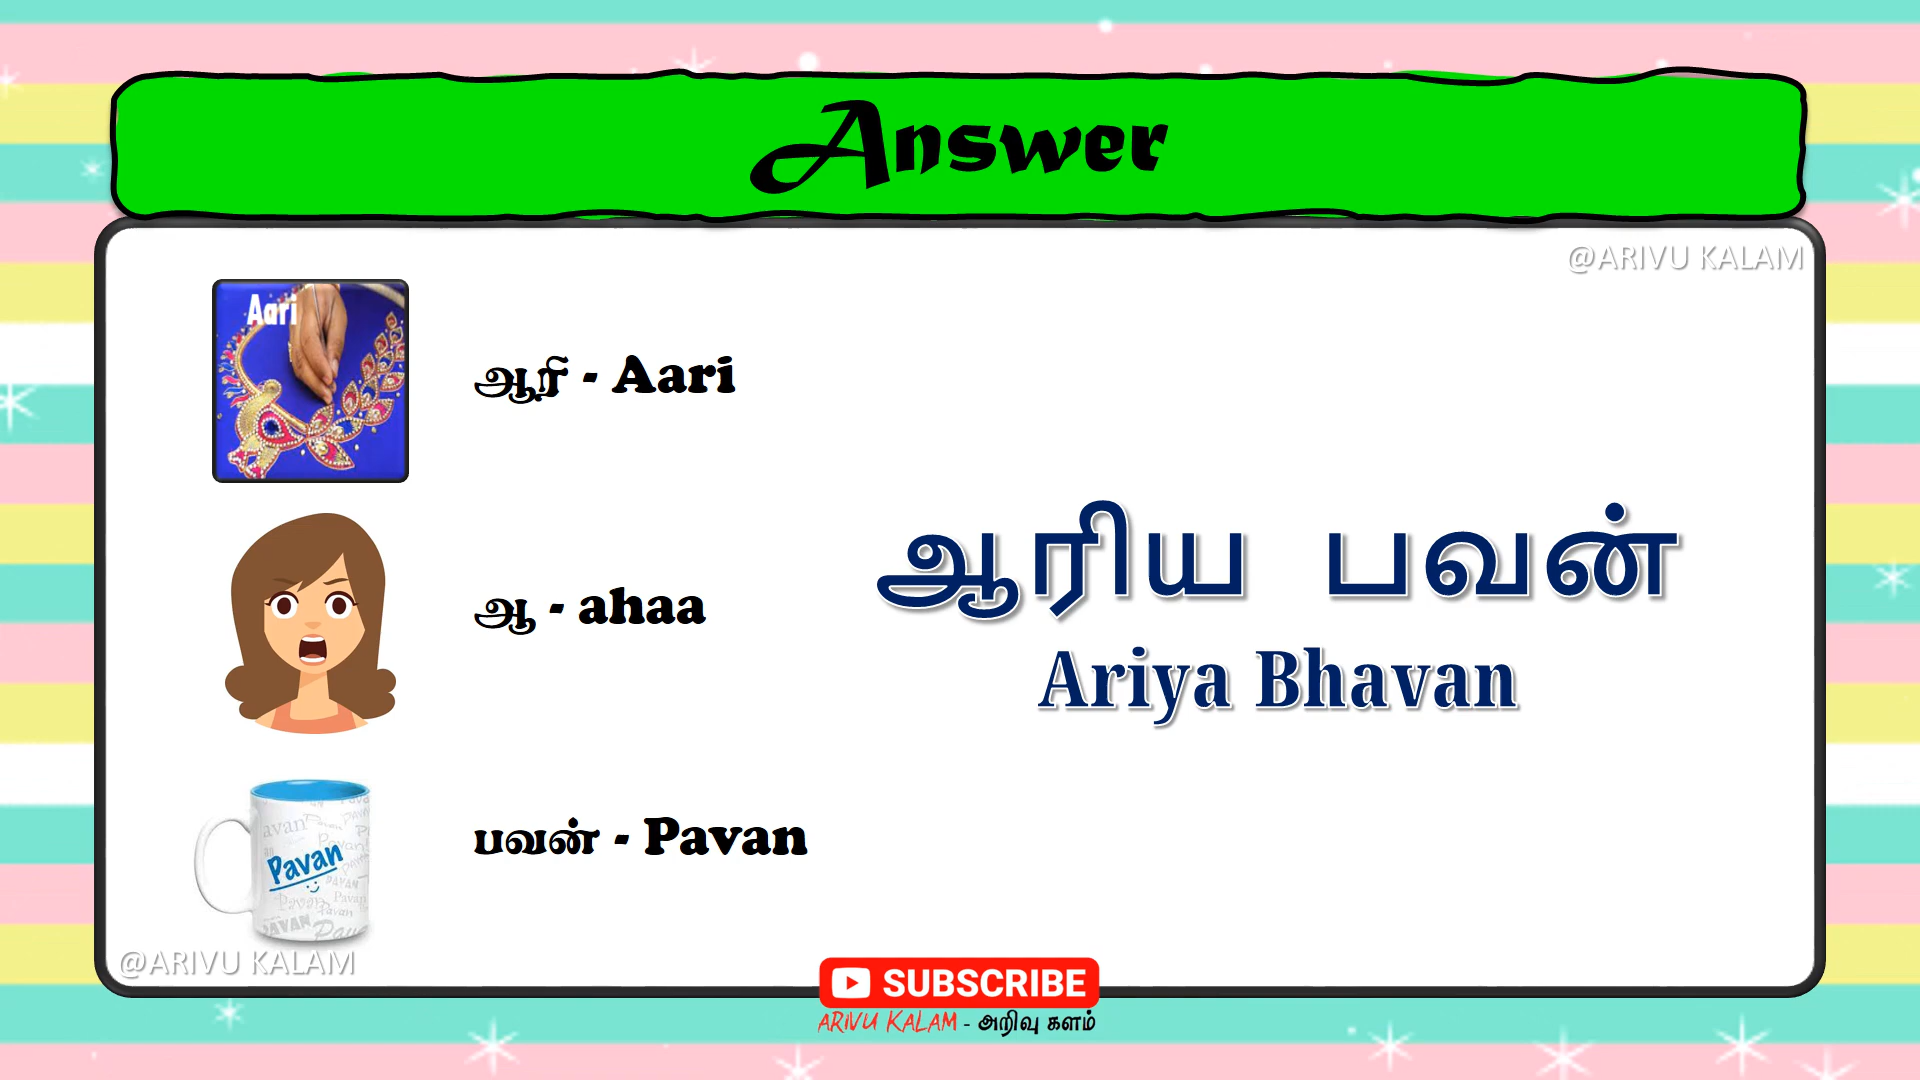 Answer
@ARIVU KALAM
Aari
ஆரி - Aari
ஆ - ahaa
ஆரிய பவன்
Ariya Bhavan
Pavan
பவன் - Pavan
@ARIVU KALAM
SUBSCRIBE
ARIVU KALAM - அறிவு களம்